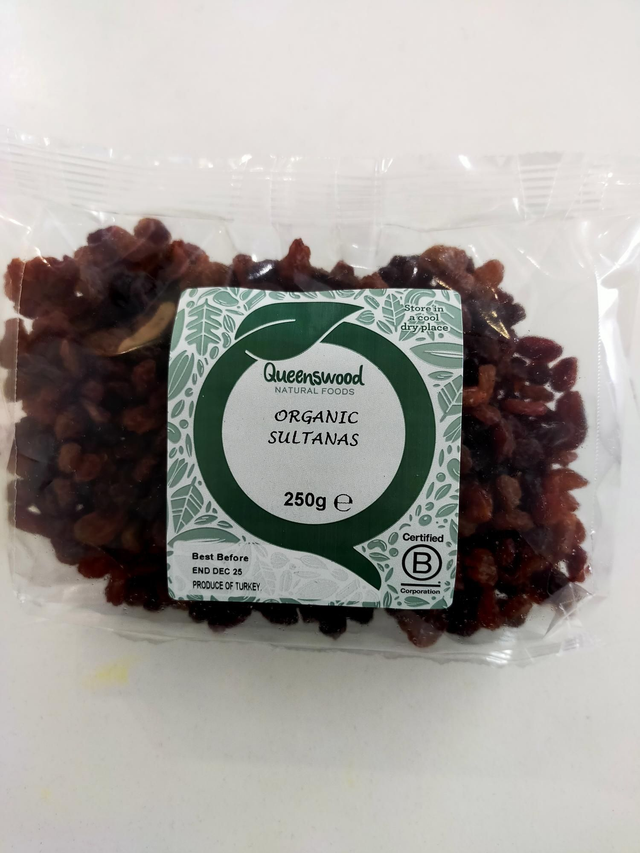 Store in
a cool
dry place
Queenswood
NATURAL FOODS
ORGANIC
SULTANAS
250g ℮
Best Before
END DEC 25
PRODUCE OF TURKEY
Certified
B
Corporation